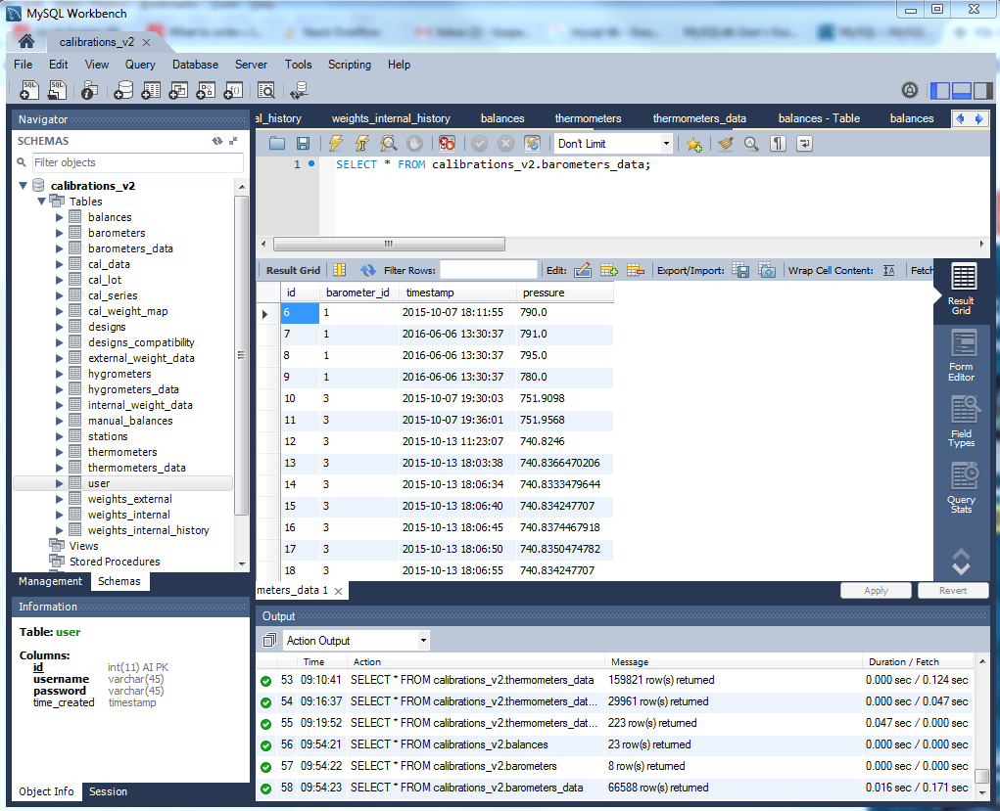 MySQL Workbench
calibrations_v2
File Edit View Query Database Server Tools Scripting Help
Navigator
SCHEMAS
Filter objects
calibrations_v2
Tables
balances
barometers
barometers_data
cal_data
cal_lot
cal_series
cal_weight_map
designs
designs_compatibility
external_weight_data
hygrometers
hygrometers_data
internal_weight_data
manual_balances
stations
thermometers
thermometers_data
user
weights_external
weights_internal
weights_internal_history
Views
Stored Procedures
Management Schemas
Information
Table: user
Columns:
id int(11) AI PK
username varchar(45)
password varchar(45)
time_created timestamp
Object Info Session
al_history weights_internal_history balances thermometers thermometers_data balances - Table balances
Don't Limit
1 SELECT * FROM calibrations_v2.barometers_data;
Result Grid Filter Rows: Edit: Export/Import: Wrap Cell Content: Fetch
id barometer_id timestamp pressure
6 1 2015-10-07 18:11:55 790.0
7 1 2016-06-06 13:30:37 791.0
8 1 2016-06-06 13:30:37 795.0
9 1 2016-06-06 13:30:37 780.0
10 3 2015-10-07 19:30:03 751.9098
11 3 2015-10-07 19:36:01 751.9568
12 3 2015-10-13 11:23:07 740.8246
13 3 2015-10-13 18:03:38 740.8366470206
14 3 2015-10-13 18:06:34 740.8333479644
15 3 2015-10-13 18:06:40 740.834247707
16 3 2015-10-13 18:06:45 740.8374467918
17 3 2015-10-13 18:06:50 740.8350474782
18 3 2015-10-13 18:06:55 740.834247707
Result
Grid
Form
Editor
Field
Types
Query
Stats
meters_data 1
Apply Revert
Output
Action Output
Time Action Message Duration / Fetch
53 09:10:41 SELECT * FROM calibrations_v2.thermometers_data 159821 row(s) returned 0.000 sec / 0.124 sec
54 09:16:37 SELECT * FROM calibrations_v2.thermometers_dat... 29961 row(s) returned 0.000 sec / 0.047 sec
55 09:19:52 SELECT * FROM calibrations_v2.thermometers_dat... 223 row(s) returned 0.047 sec / 0.000 sec
56 09:54:21 SELECT * FROM calibrations_v2.balances 23 row(s) returned 0.000 sec / 0.000 sec
57 09:54:22 SELECT * FROM calibrations_v2.barometers 8 row(s) returned 0.000 sec / 0.000 sec
58 09:54:23 SELECT * FROM calibrations_v2.barometers_data 66588 row(s) returned 0.016 sec / 0.171 sec